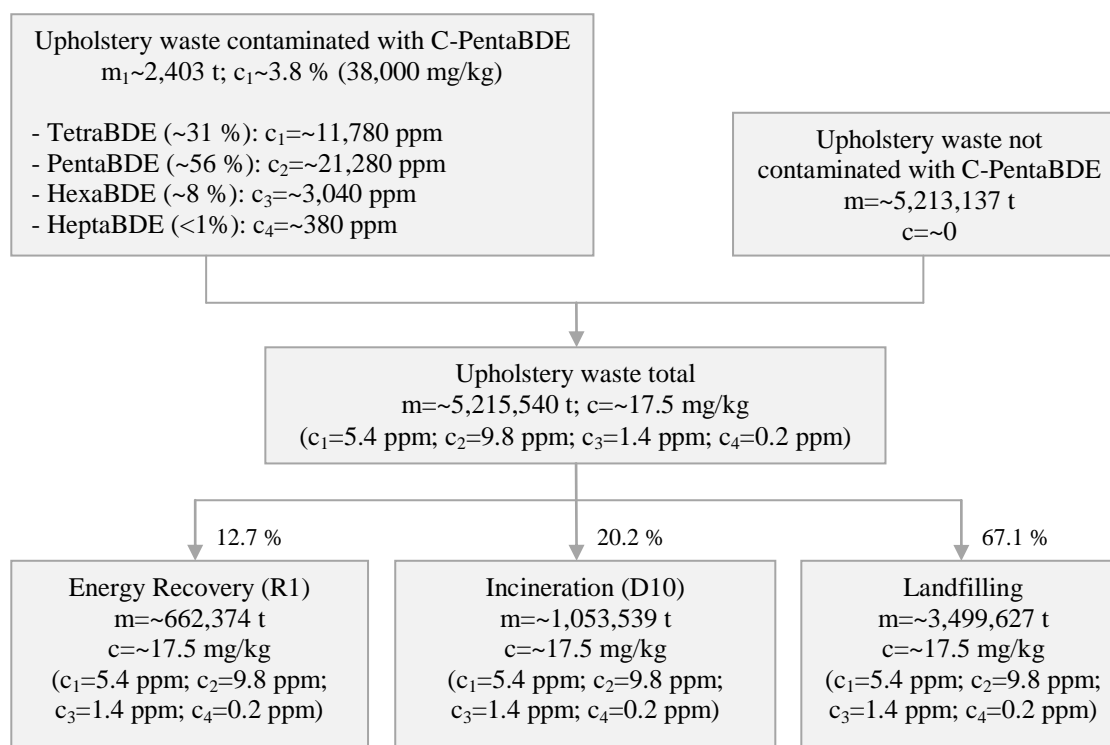 Upholstery waste contaminated with C-PentaBDE
m₁~2,403 t; c₁~3.8 % (38,000 mg/kg)
- TetraBDE (~31 %): c₁=~11,780 ppm
- PentaBDE (~56 %): c₂=~21,280 ppm
- HexaBDE (~8 %): c₃=~3,040 ppm
- HeptaBDE (<1%): c₄=~380 ppm
Upholstery waste not
contaminated with C-PentaBDE
m=~5,213,137 t
c=~0
Upholstery waste total
m=~5,215,540 t; c=~17.5 mg/kg
(c₁=5.4 ppm; c₂=9.8 ppm; c₃=1.4 ppm; c₄=0.2 ppm)
12.7 %
20.2 %
67.1 %
Energy Recovery (R1)
m=~662,374 t
c=~17.5 mg/kg
(c₁=5.4 ppm; c₂=9.8 ppm;
c₃=1.4 ppm; c₄=0.2 ppm)
Incineration (D10)
m=~1,053,539 t
c=~17.5 mg/kg
(c₁=5.4 ppm; c₂=9.8 ppm;
c₃=1.4 ppm; c₄=0.2 ppm)
Landfilling
m=~3,499,627 t
c=~17.5 mg/kg
(c₁=5.4 ppm; c₂=9.8 ppm;
c₃=1.4 ppm; c₄=0.2 ppm)